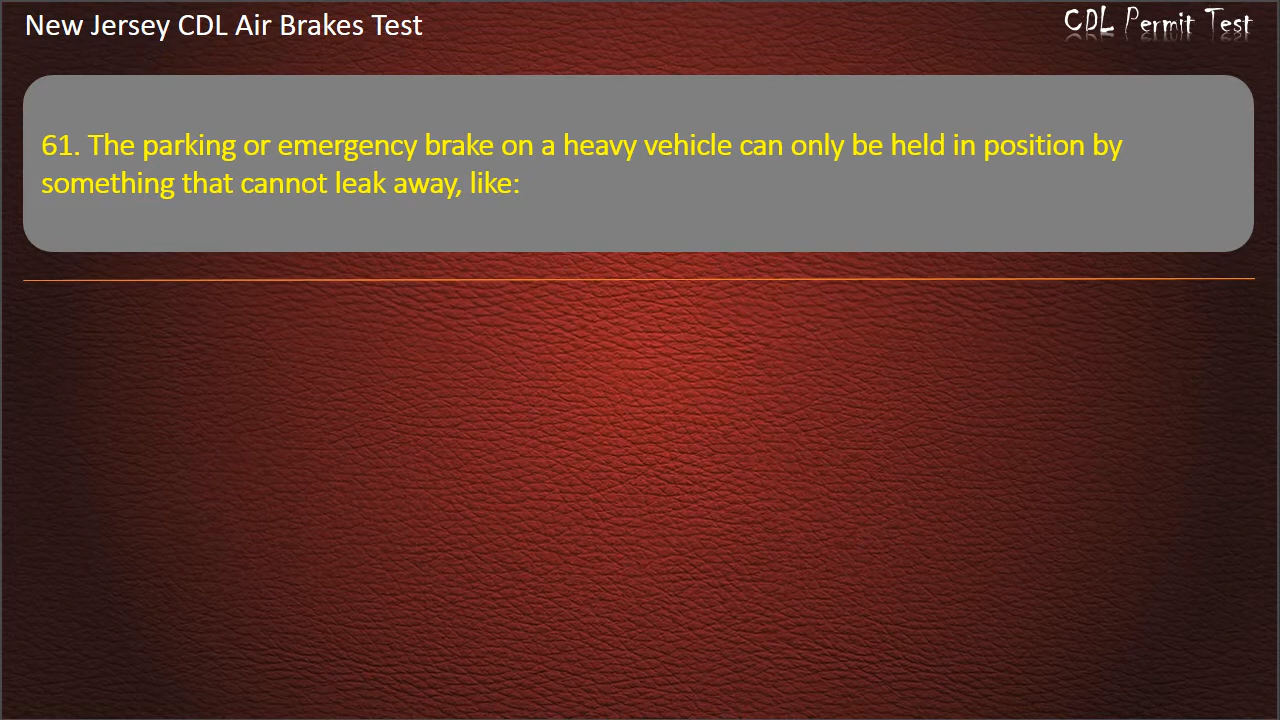 New Jersey CDL Air Brakes Test
CDL Permit Test
61. The parking or emergency brake on a heavy vehicle can only be held in position by
something that cannot leak away, like: